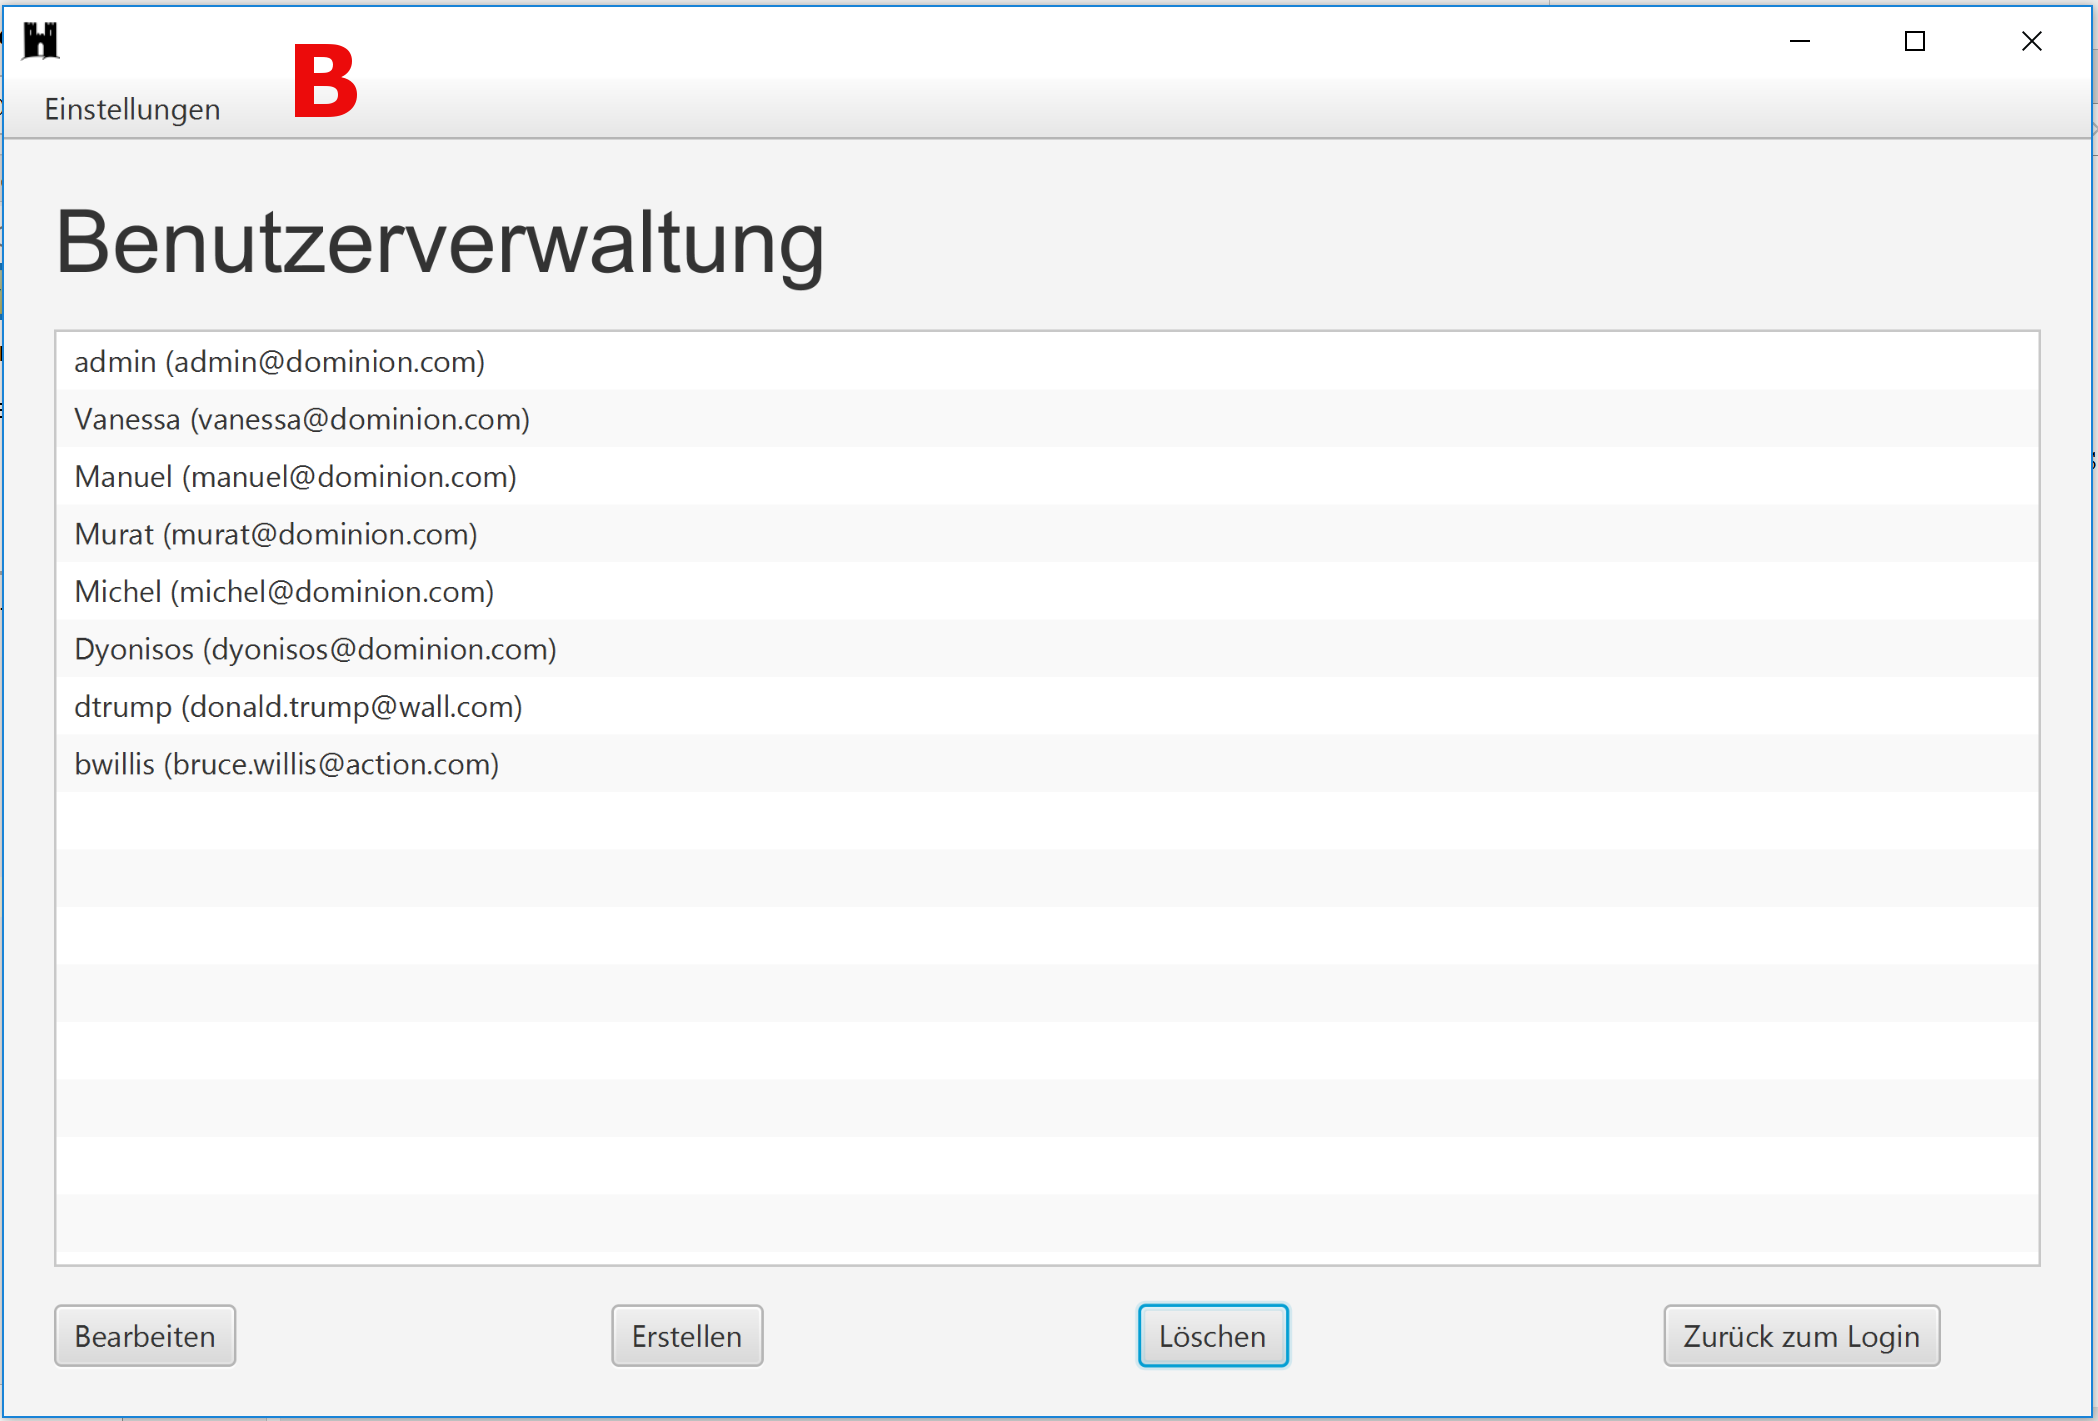 B
Einstellungen
Benutzerverwaltung
admin (admin@dominion.com)
Vanessa (vanessa@dominion.com)
Manuel (manuel@dominion.com)
Murat (murat@dominion.com)
Michel (michel@dominion.com)
Dyonisos (dyonisos@dominion.com)
dtrump (donald.trump@wall.com)
bwillis (bruce.willis@action.com)
Bearbeiten
Erstellen
Löschen
Zurück zum Login